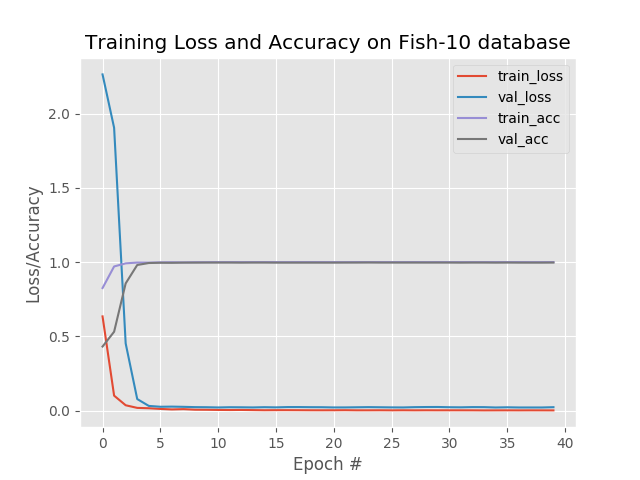 Training Loss and Accuracy on Fish-10 database
train_loss
val_loss
train_acc
val_acc
Loss/Accuracy
2.0
1.5
1.0
0.5
0.0
0 5 10 15 20 25 30 35 40
Epoch #